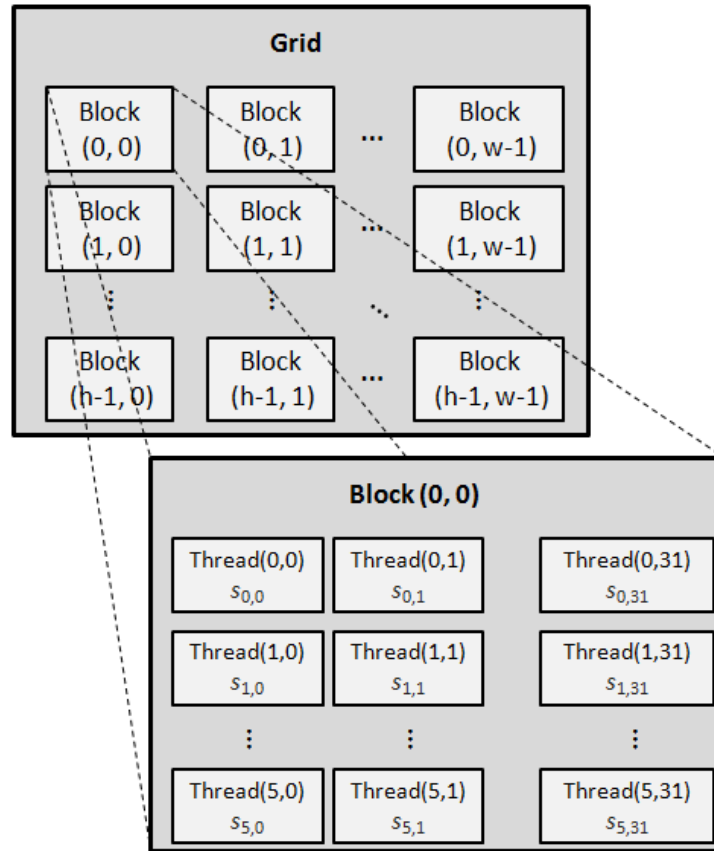 Grid
Block Block Block
(0, 0) (0, 1) ... (0, w-1)
Block Block Block
(1, 0) (1, 1) ... (1, w-1)
⋮ ⋮ ⋱ ⋮
Block Block Block
(h-1, 0) (h-1, 1) ... (h-1, w-1)
Block (0, 0)
Thread(0,0) Thread(0,1) Thread(0,31)
s0,0 s0,1 s0,31
Thread(1,0) Thread(1,1) Thread(1,31)
s1,0 s1,1 s1,31
⋮ ⋮ ⋮
Thread(5,0) Thread(5,1) Thread(5,31)
s5,0 s5,1 s5,31